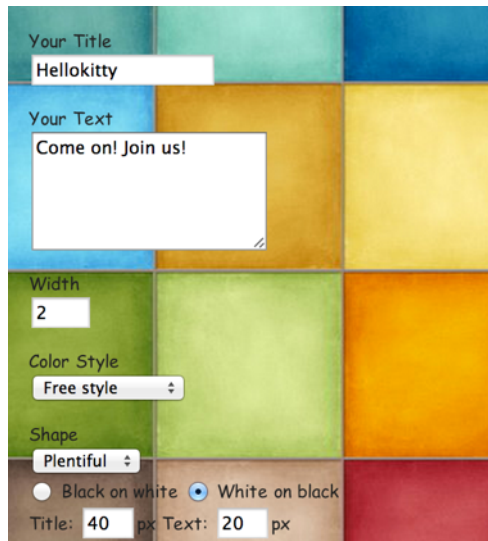 Your Title
Hellokitty
Your Text
Come on! Join us!
Width
2
Color Style
Free style
Shape
Plentiful
Black on white White on black
Title: 40 px Text: 20 px